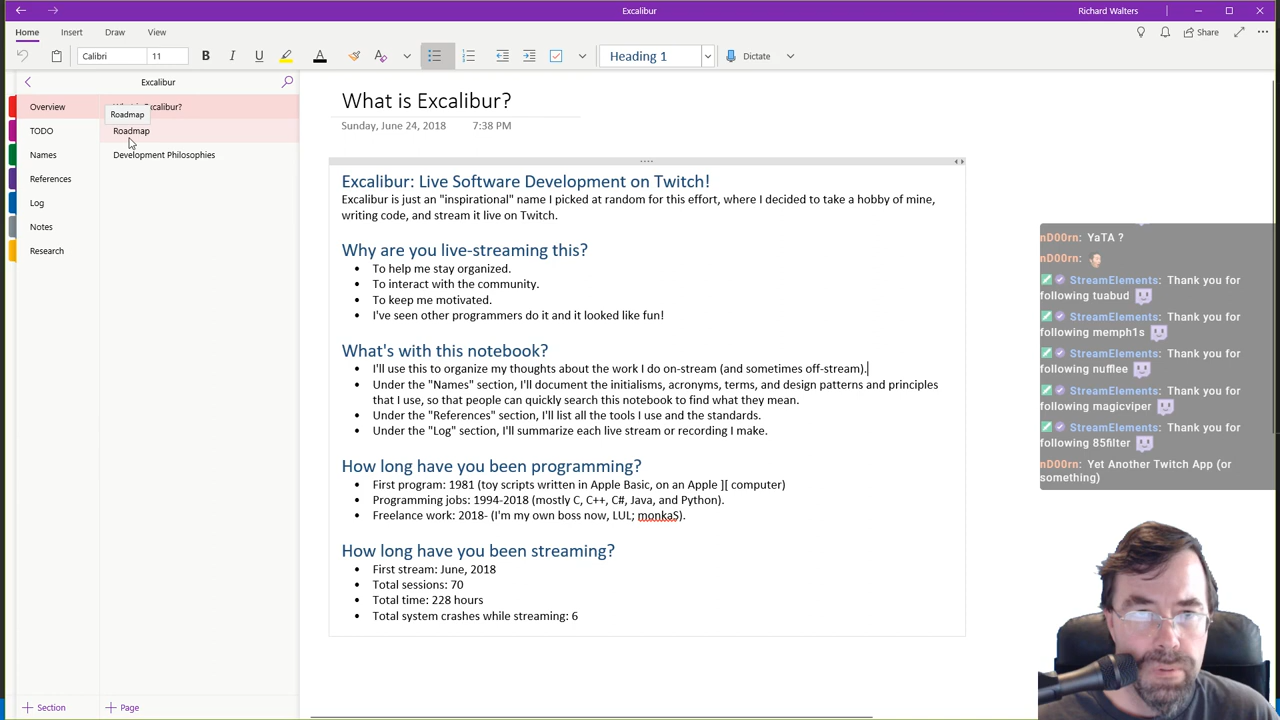 Excalibur
Richard Walters
Home
Insert
Draw
View
Share
Calibri
11
B
I
U
A
Heading 1
Dictate
Excalibur
Overview
TODO
Names
References
Log
Notes
Research
Excalibur?
Roadmap
Roadmap
Development Philosophies
Section
Page
What is Excalibur?
Sunday, June 24, 2018 7:38 PM
Excalibur: Live Software Development on Twitch!
Excalibur is just an "inspirational" name I picked at random for this effort, where I decided to take a hobby of mine,
writing code, and stream it live on Twitch.
Why are you live-streaming this?
• To help me stay organized.
• To interact with the community.
• To keep me motivated.
• I've seen other programmers do it and it looked like fun!
What's with this notebook?
• I'll use this to organize my thoughts about the work I do on-stream (and sometimes off-stream).
• Under the "Names" section, I'll document the initialisms, acronyms, terms, and design patterns and principles
that I use, so that people can quickly search this notebook to find what they mean.
• Under the "References" section, I'll list all the tools I use and the standards.
• Under the "Log" section, I'll summarize each live stream or recording I make.
How long have you been programming?
• First program: 1981 (toy scripts written in Apple Basic, on an Apple ][ computer)
• Programming jobs: 1994-2018 (mostly C, C++, C#, Java, and Python).
• Freelance work: 2018- (I'm my own boss now, LUL; monkaS).
How long have you been streaming?
• First stream: June, 2018
• Total sessions: 70
• Total time: 228 hours
• Total system crashes while streaming: 6
nD00rn: YaTA ?
nD00rn:
StreamElements: Thank you for
following tuabud
StreamElements: Thank you for
following memph1s
StreamElements: Thank you for
following nufflee
StreamElements: Thank you for
following magicviper
StreamElements: Thank you for
following 85filter
nD00rn: Yet Another Twitch App (or
something)